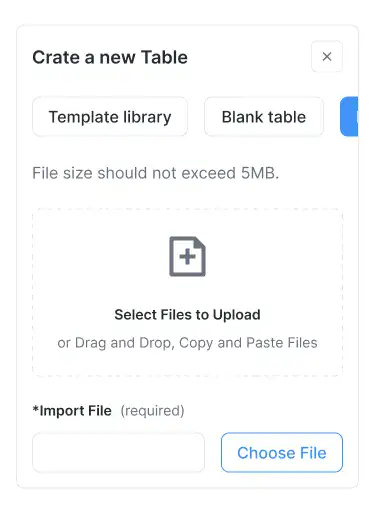 Crate a new Table
Template library Blank table
File size should not exceed 5MB.
Select Files to Upload
or Drag and Drop, Copy and Paste Files
*Import File (required)
Choose File